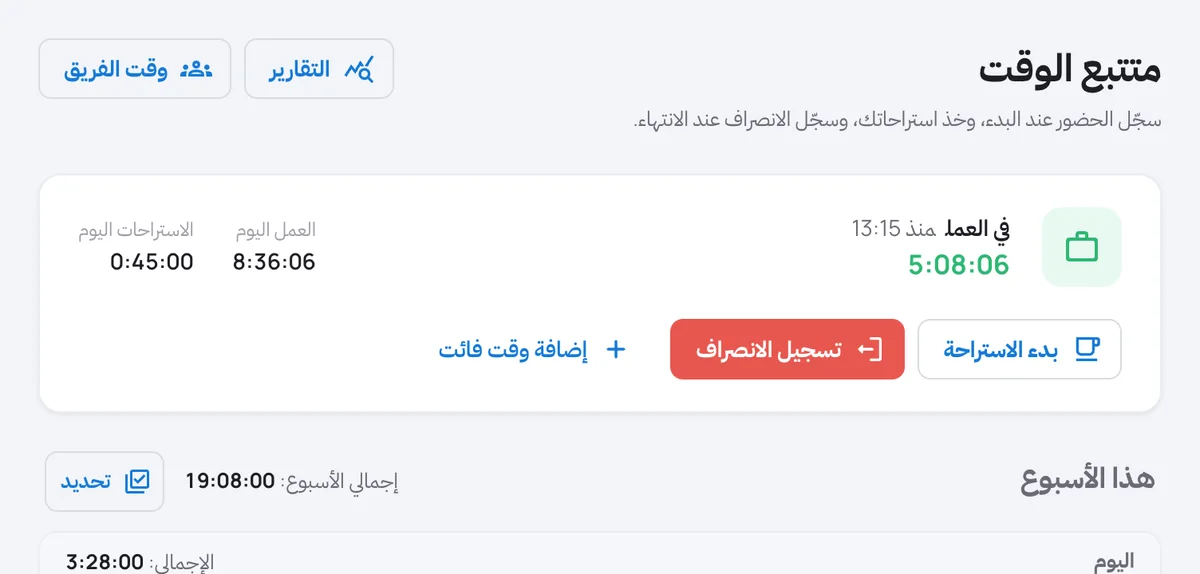 متتبع الوقت
سجّل الحضور عند البدء، وخذ استراحاتك، وسجّل الانصراف عند الانتهاء.
التقارير
وقت الفريق
في العمل منذ 13:15
5:08:06
العمل اليوم
8:36:06
الاستراحات اليوم
0:45:00
بدء الاستراحة
تسجيل الانصراف
+ إضافة وقت فائت
هذا الأسبوع
إجمالي الأسبوع: 19:08:00
تحديد
اليوم
الإجمالي: 3:28:00